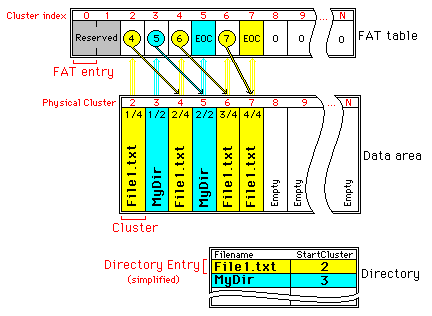 Cluster index 0 1 2 3 4 5 6 7 8 9 ... N
Reserved 4 5 6 EOC 7 EOC 0 0 0 FAT table
FAT entry
Physical Cluster 2 3 4 5 6 7 8 9 ... N
1/4 1/2 2/4 2/2 3/4 4/4
File1.txt MyDir File1.txt MyDir File1.txt File1.txt Empty Empty Empty Data area
Cluster
Filename StartCluster
Directory Entry File1.txt 2
(simplified) MyDir 3 Directory